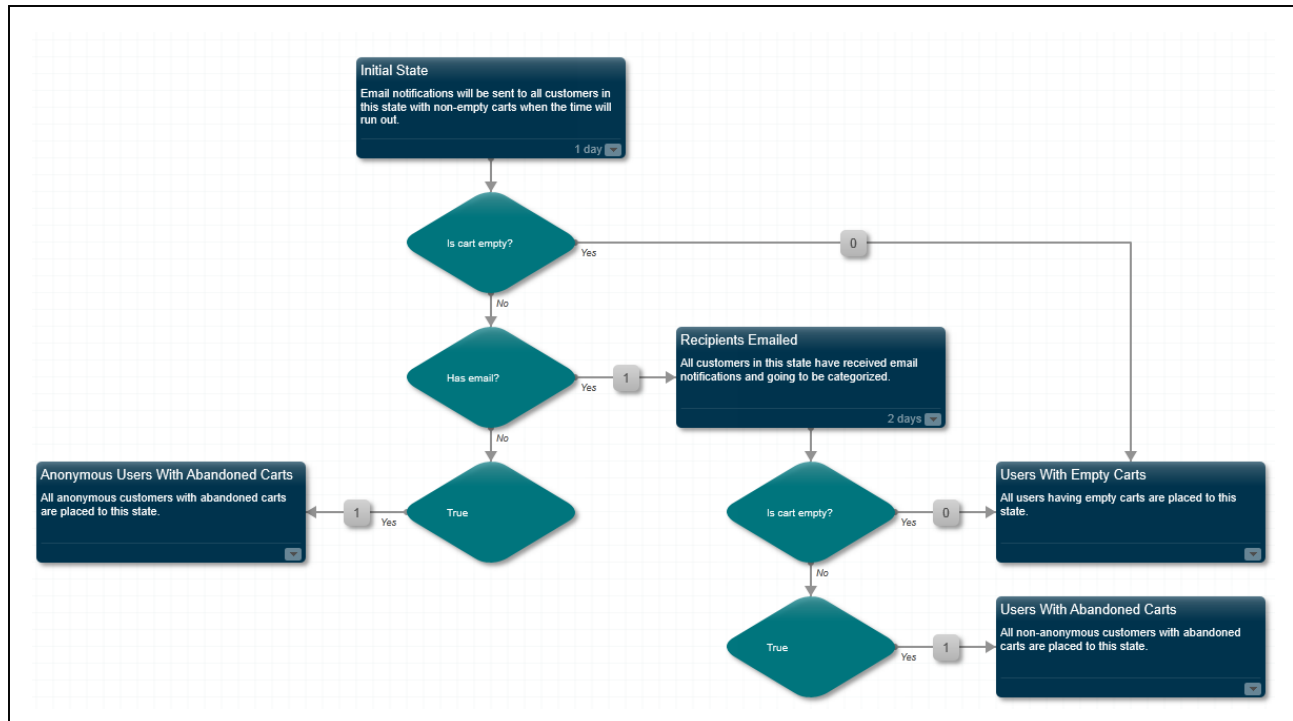 Initial State
Email notifications will be sent to all customers in
this state with non-empty carts when the time will
run out.
1 day
Is cart empty?
Yes
0
No
Has email?
Yes
1
No
Recipients Emailed
All customers in this state have received email
notifications and going to be categorized.
2 days
Anonymous Users With Abandoned Carts
All anonymous customers with abandoned carts
are placed to this state.
1
Yes
True
Is cart empty?
Yes
0
No
Users With Empty Carts
All users having empty carts are placed to this
state.
True
Yes
1
Users With Abandoned Carts
All non-anonymous customers with abandoned
carts are placed to this state.